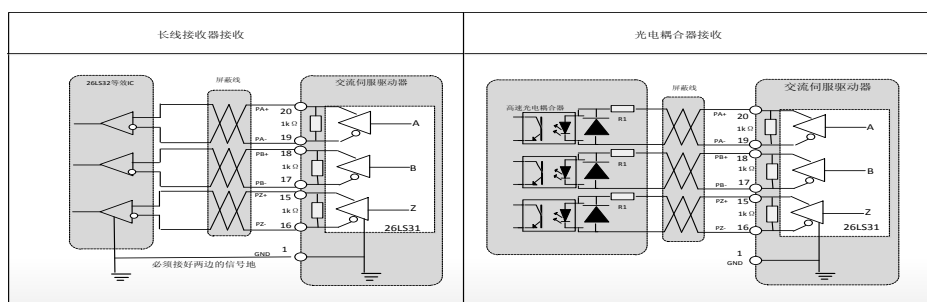 长线接收器接收
26LS32等效IC
屏蔽线
交流伺服驱动器
PA+
20
1kΩ
A
PA-
19
PB+
18
1kΩ
B
PB-
17
PZ+
15
1kΩ
Z
PZ-
16
26LS31
GND
1
必须接好两边的信号地
光电耦合器接收
高速光电耦合器
屏蔽线
交流伺服驱动器
R1
PA+
20
1kΩ
A
PA-
19
R1
PB+
18
1kΩ
B
PB-
17
R1
PZ+
15
1kΩ
Z
PZ-
16
26LS31
1
GND